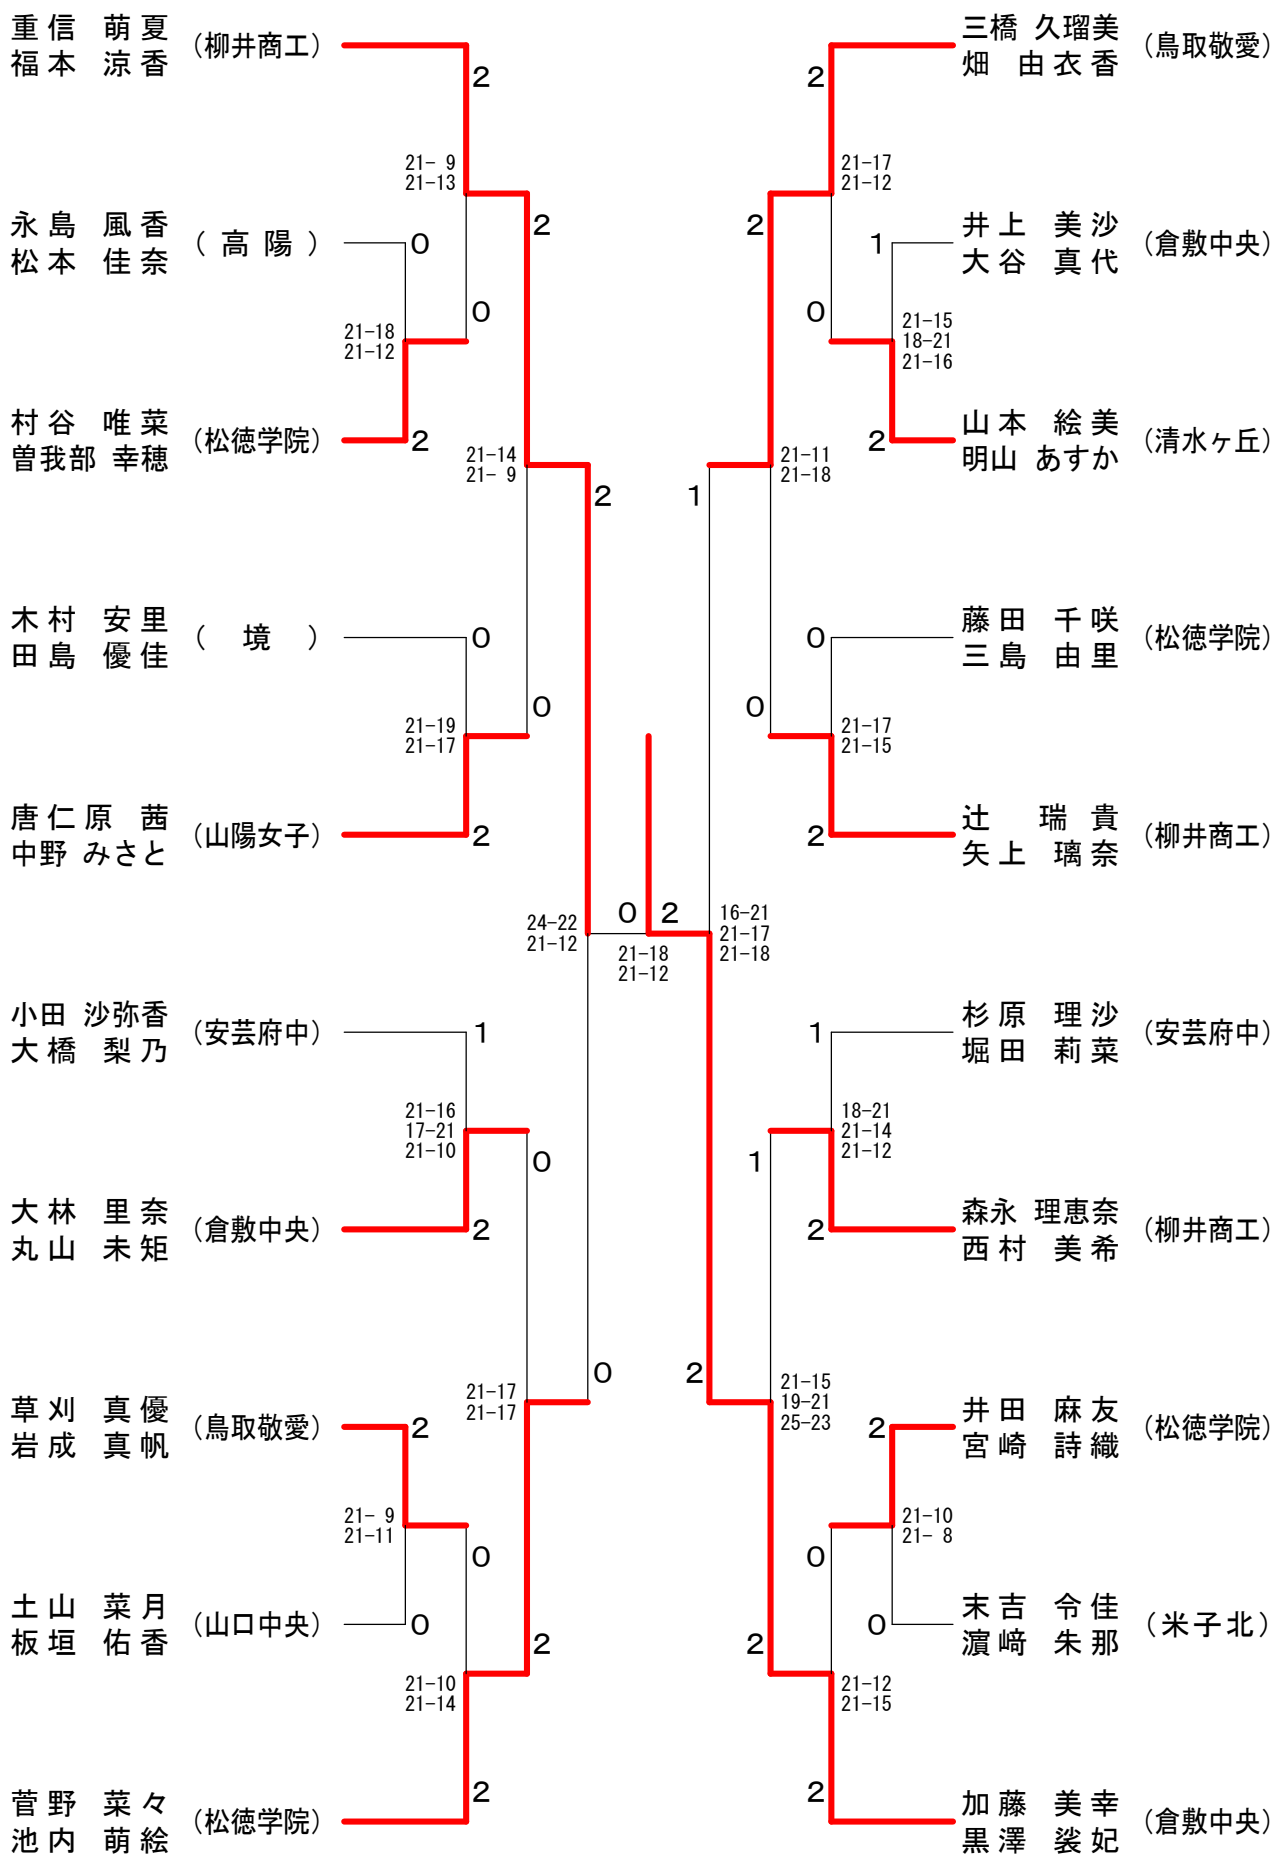 重信 萌夏
福本 涼香
(柳井商工)
2
21- 9
21-13
永島 風香
松本 佳奈
(高陽)
0
2
0
21-18
21-12
村谷 唯菜
曽我部 幸穂
(松徳学院)
2
21-14
21- 9
2
木村 安里
田島 優佳
(境)
0
0
21-19
21-17
唐仁原 茜
中野 みさと
(山陽女子)
2
24-22
21-12
0
2
21-18
21-12
小田 沙弥香
大橋 梨乃
(安芸府中)
1
21-16
17-21
21-10
0
大林 里奈
丸山 未矩
(倉敷中央)
2
0
21-17
21-17
草刈 真優
岩成 真帆
(鳥取敬愛)
2
21- 9
21-11
0
土山 菜月
板垣 佑香
(山口中央)
0
2
21-10
21-14
菅野 菜々
池内 萌絵
(松徳学院)
2
三橋 久瑠美
畑 由衣香
(鳥取敬愛)
2
21-17
21-12
井上 美沙
大谷 真代
(倉敷中央)
1
2
0
21-15
18-21
21-16
山本 絵美
明山 あすか
(清水ヶ丘)
2
21-11
21-18
1
藤田 千咲
三島 由里
(松徳学院)
0
0
21-17
21-15
辻 瑞貴
矢上 璃奈
(柳井商工)
2
16-21
21-17
21-18
杉原 理沙
堀田 莉菜
(安芸府中)
1
18-21
21-14
21-12
1
森永 理恵奈
西村 美希
(柳井商工)
2
2
21-15
19-21
25-23
井田 麻友
宮崎 詩織
(松徳学院)
2
21-10
21- 8
0
末吉 令佳
濵﨑 朱那
(米子北)
0
2
21-12
21-15
加藤 美幸
黒澤 裟妃
(倉敷中央)
2